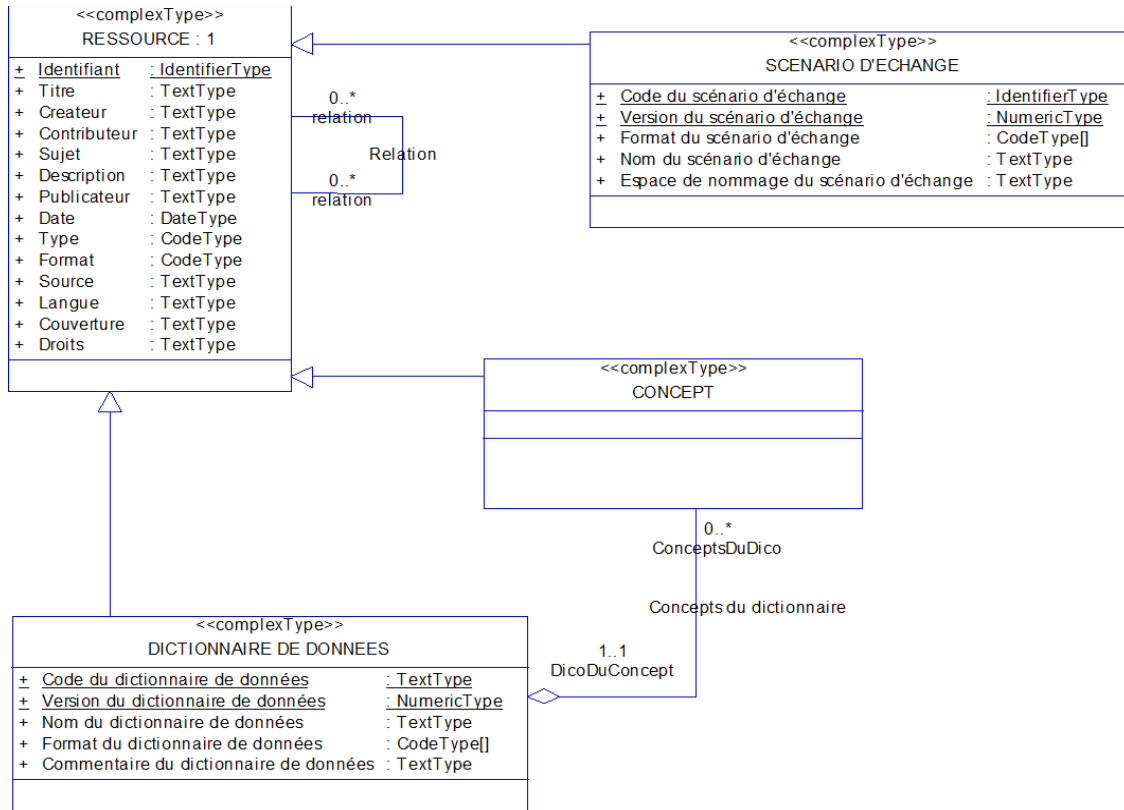 <<complexType>>
RESSOURCE : 1
+ Identifiant : IdentifierType
+ Titre : TextType
+ Createur : TextType
+ Contributeur : TextType
+ Sujet : TextType
+ Description : TextType
+ Publicateur : TextType
+ Date : DateType
+ Type : CodeType
+ Format : CodeType
+ Source : TextType
+ Langue : TextType
+ Couverture : TextType
+ Droits : TextType
0..*
relation
Relation
0..*
relation
<<complexType>>
SCENARIO D'ECHANGE
+ Code du scénario d'échange : IdentifierType
+ Version du scénario d'échange : NumericType
+ Format du scénario d'échange : CodeType[]
+ Nom du scénario d'échange : TextType
+ Espace de nommage du scénario d'échange : TextType
<<complexType>>
CONCEPT
0..*
ConceptsDuDico
Concepts du dictionnaire
1..1
DicoDuConcept
<<complexType>>
DICTIONNAIRE DE DONNEES
+ Code du dictionnaire de données : TextType
+ Version du dictionnaire de données : NumericType
+ Nom du dictionnaire de données : TextType
+ Format du dictionnaire de données : CodeType[]
+ Commentaire du dictionnaire de données : TextType